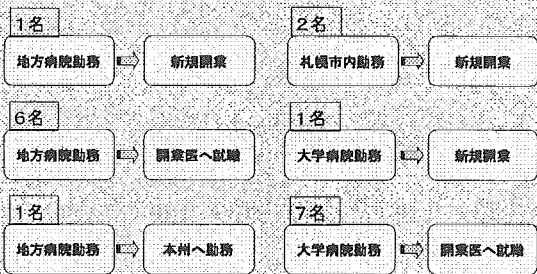 1名
地方病院勤務 ⇨ 新規開業
2名
札幌市内勤務 ⇨ 新規開業
6名
地方病院勤務 ⇨ 開業医へ就職
1名
大学病院勤務 ⇨ 新規開業
1名
地方病院勤務 ⇨ 本州へ勤務
7名
大学病院勤務 ⇨ 開業医へ就職